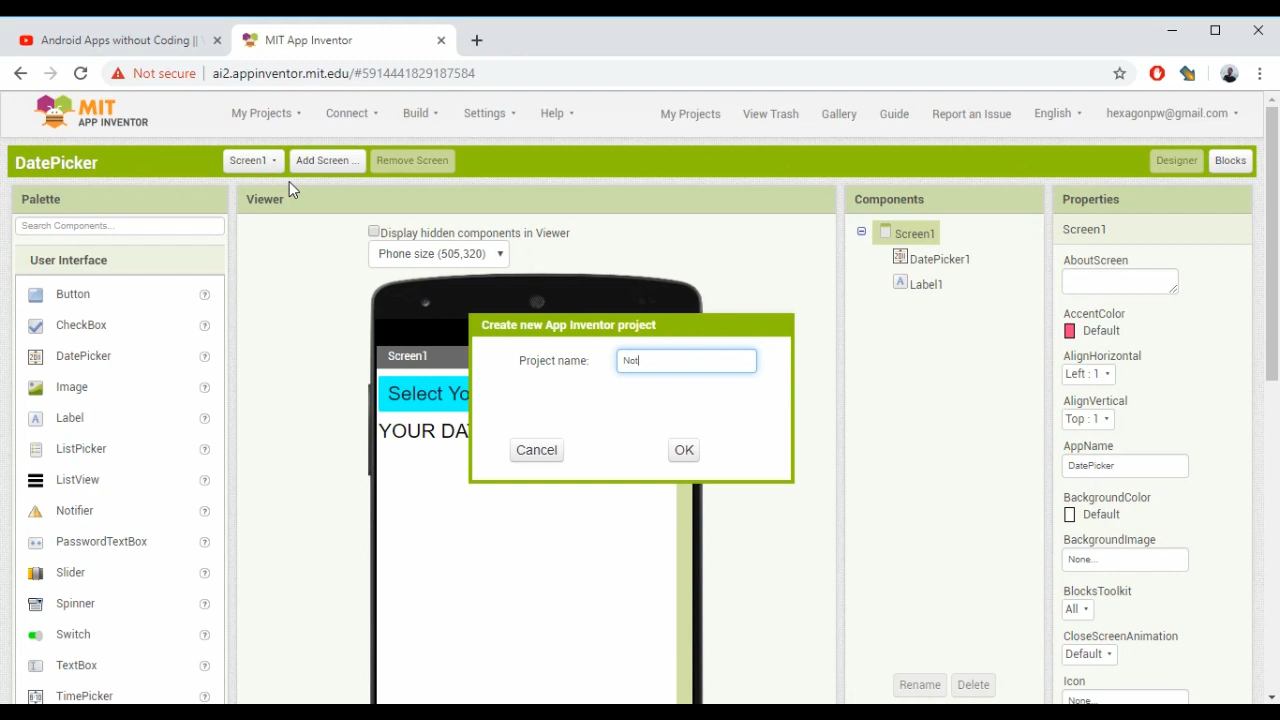 Android Apps without Coding ||
MIT App Inventor
Not secure
ai2.appinventor.mit.edu/#5914441829187584
MIT
APP INVENTOR
My Projects
Connect
Build
Settings
Help
My Projects
View Trash
Gallery
Guide
Report an Issue
English
hexagonpw@gmail.com
DatePicker
Screen1
Add Screen ...
Remove Screen
Designer
Blocks
Palette
Search Components...
User Interface
Button
CheckBox
DatePicker
Image
Label
ListPicker
ListView
Notifier
PasswordTextBox
Slider
Spinner
Switch
TextBox
TimePicker
Viewer
Display hidden components in Viewer
Phone size (505,320)
Screen1
Select Yo
YOUR DA
Create new App Inventor project
Project name:
Not
Cancel
OK
Components
Screen1
DatePicker1
Label1
Rename
Delete
Properties
Screen1
AboutScreen
AccentColor
Default
AlignHorizontal
Left : 1
AlignVertical
Top : 1
AppName
DatePicker
BackgroundColor
Default
BackgroundImage
None...
BlocksToolkit
All
CloseScreenAnimation
Default
Icon
None...